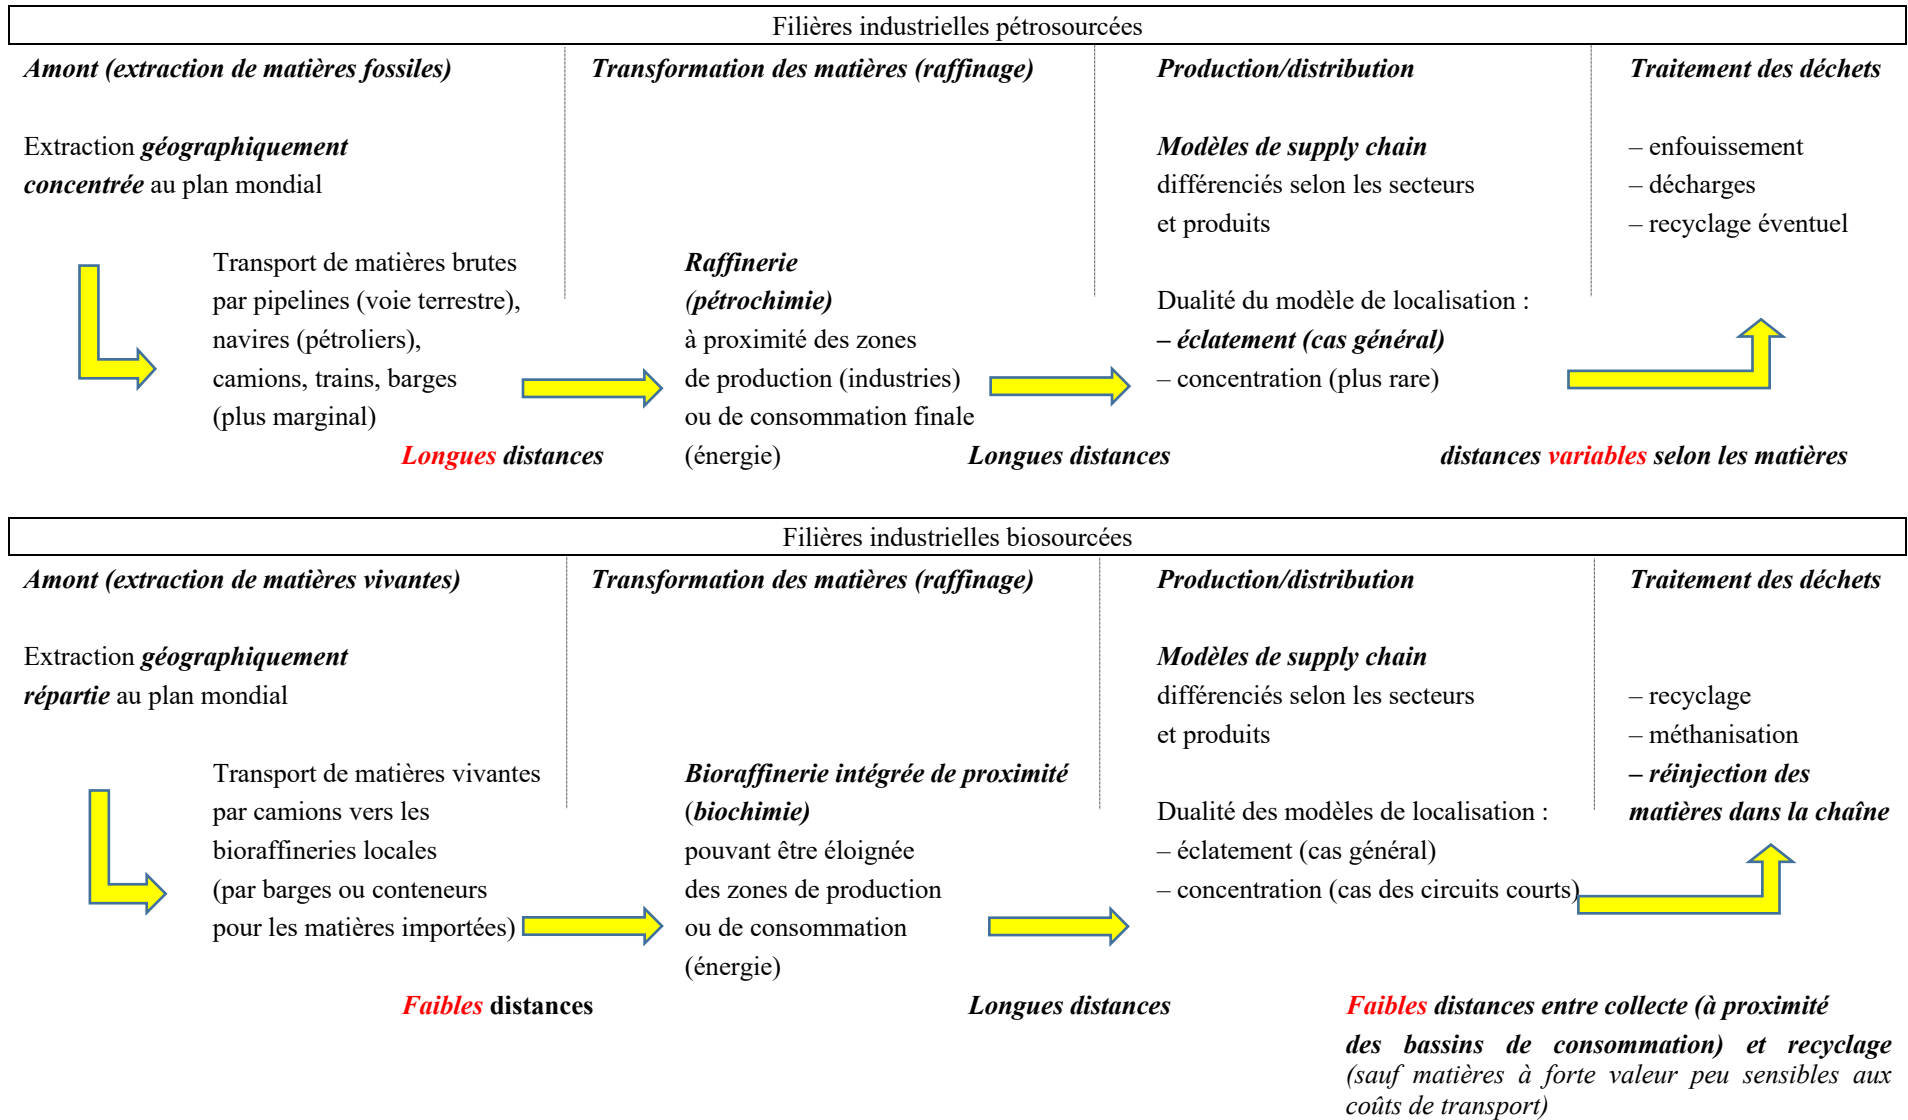 Filières industrielles pétrosourcées
Amont (extraction de matières fossiles)
Transformation des matières (raffinage)
Production/distribution
Traitement des déchets
Extraction géographiquement
concentrée au plan mondial
Modèles de supply chain
différenciés selon les secteurs
et produits
– enfouissement
– décharges
– recyclage éventuel
Transport de matières brutes
par pipelines (voie terrestre),
navires (pétroliers),
camions, trains, barges
(plus marginal)
Raffinerie
(pétrochimie)
à proximité des zones
de production (industries)
ou de consommation finale
(énergie)
Dualité du modèle de localisation :
– éclatement (cas général)
– concentration (plus rare)
Longues distances
Longues distances
distances variables selon les matières
Filières industrielles biosourcées
Amont (extraction de matières vivantes)
Transformation des matières (raffinage)
Production/distribution
Traitement des déchets
Extraction géographiquement
répartie au plan mondial
Modèles de supply chain
différenciés selon les secteurs
et produits
– recyclage
– méthanisation
– réinjection des
matières dans la chaîne
Transport de matières vivantes
par camions vers les
bioraffineries locales
(par barges ou conteneurs
pour les matières importées)
Bioraffinerie intégrée de proximité
(biochimie)
pouvant être éloignée
des zones de production
ou de consommation
(énergie)
Dualité des modèles de localisation :
– éclatement (cas général)
– concentration (cas des circuits courts)
Faibles distances
Longues distances
Faibles distances entre collecte (à proximité
des bassins de consommation) et recyclage
(sauf matières à forte valeur peu sensibles aux
coûts de transport)